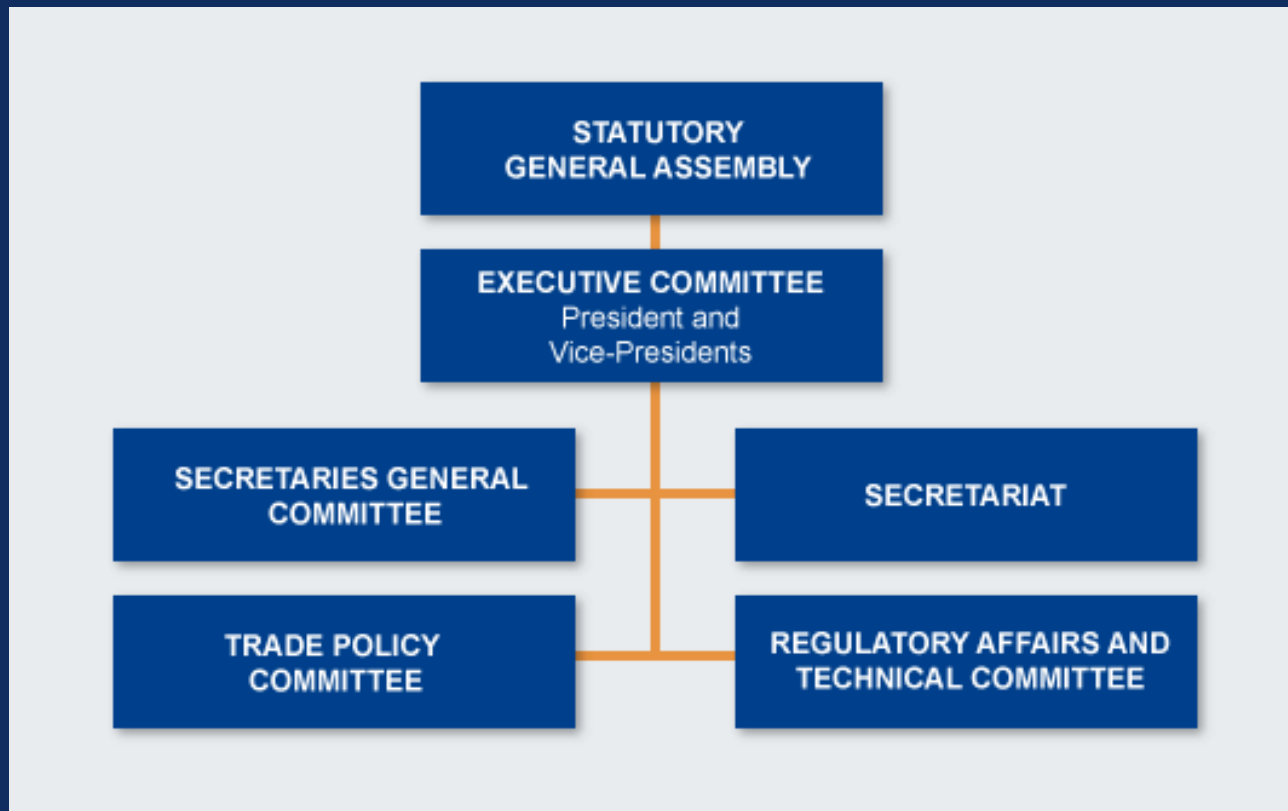 STATUTORY
GENERAL ASSEMBLY
EXECUTIVE COMMITTEE
President and
Vice-Presidents
SECRETARIES GENERAL
COMMITTEE
SECRETARIAT
TRADE POLICY
COMMITTEE
REGULATORY AFFAIRS AND
TECHNICAL COMMITTEE